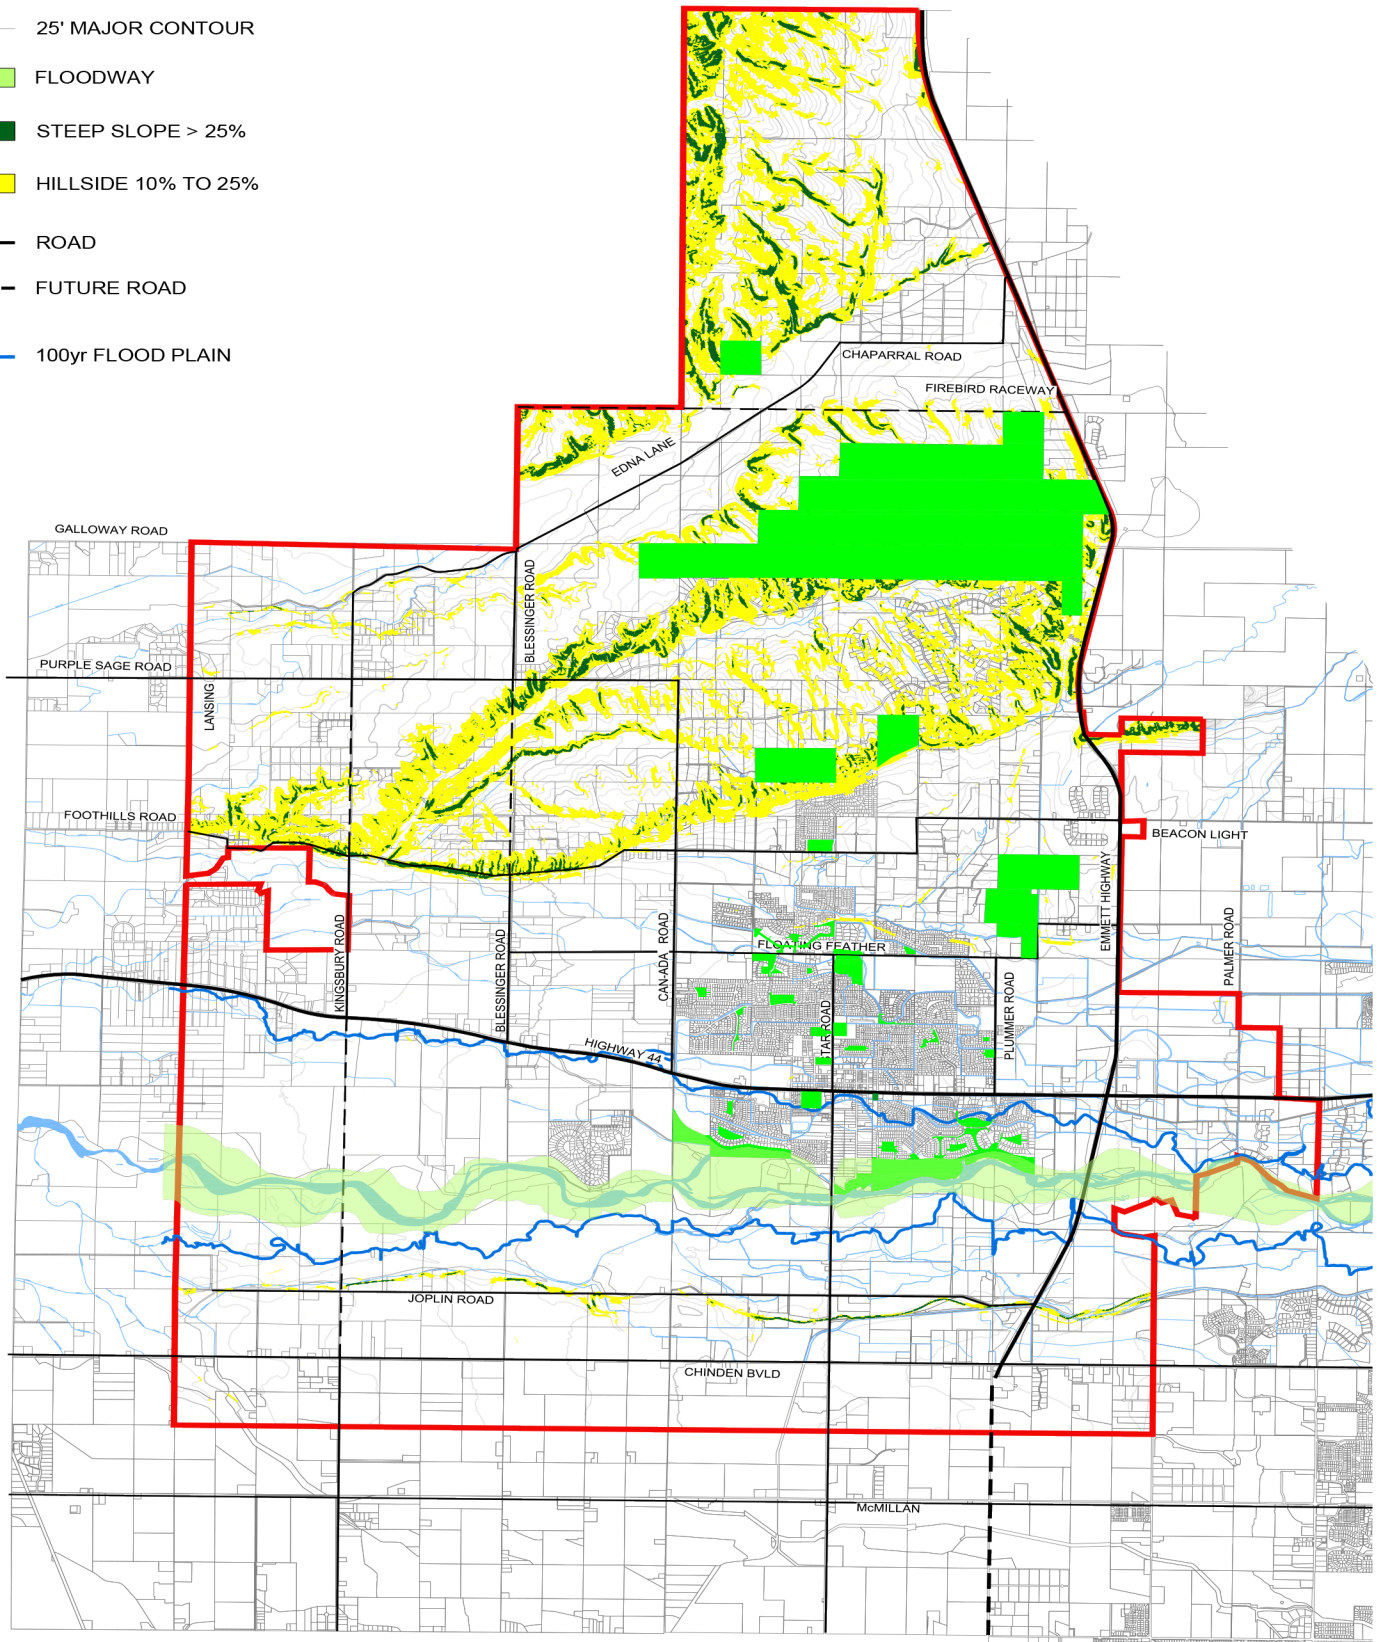 25' MAJOR CONTOUR
FLOODWAY
STEEP SLOPE > 25%
HILLSIDE 10% TO 25%
ROAD
FUTURE ROAD
100yr FLOOD PLAIN
CHAPARRAL ROAD
FIREBIRD RACEWAY
EDNA LANE
GALLOWAY ROAD
BLESSINGER ROAD
PURPLE SAGE ROAD
LANSING
FOOTHILLS ROAD
BEACON LIGHT
EMMETT HIGHWAY
PALMER ROAD
KINGSBURY ROAD
BLESSINGER ROAD
CAN-ADA ROAD
FLOATING FEATHER
STAR ROAD
PLUMMER ROAD
HIGHWAY 44
JOPLIN ROAD
CHINDEN BVLD
McMILLAN